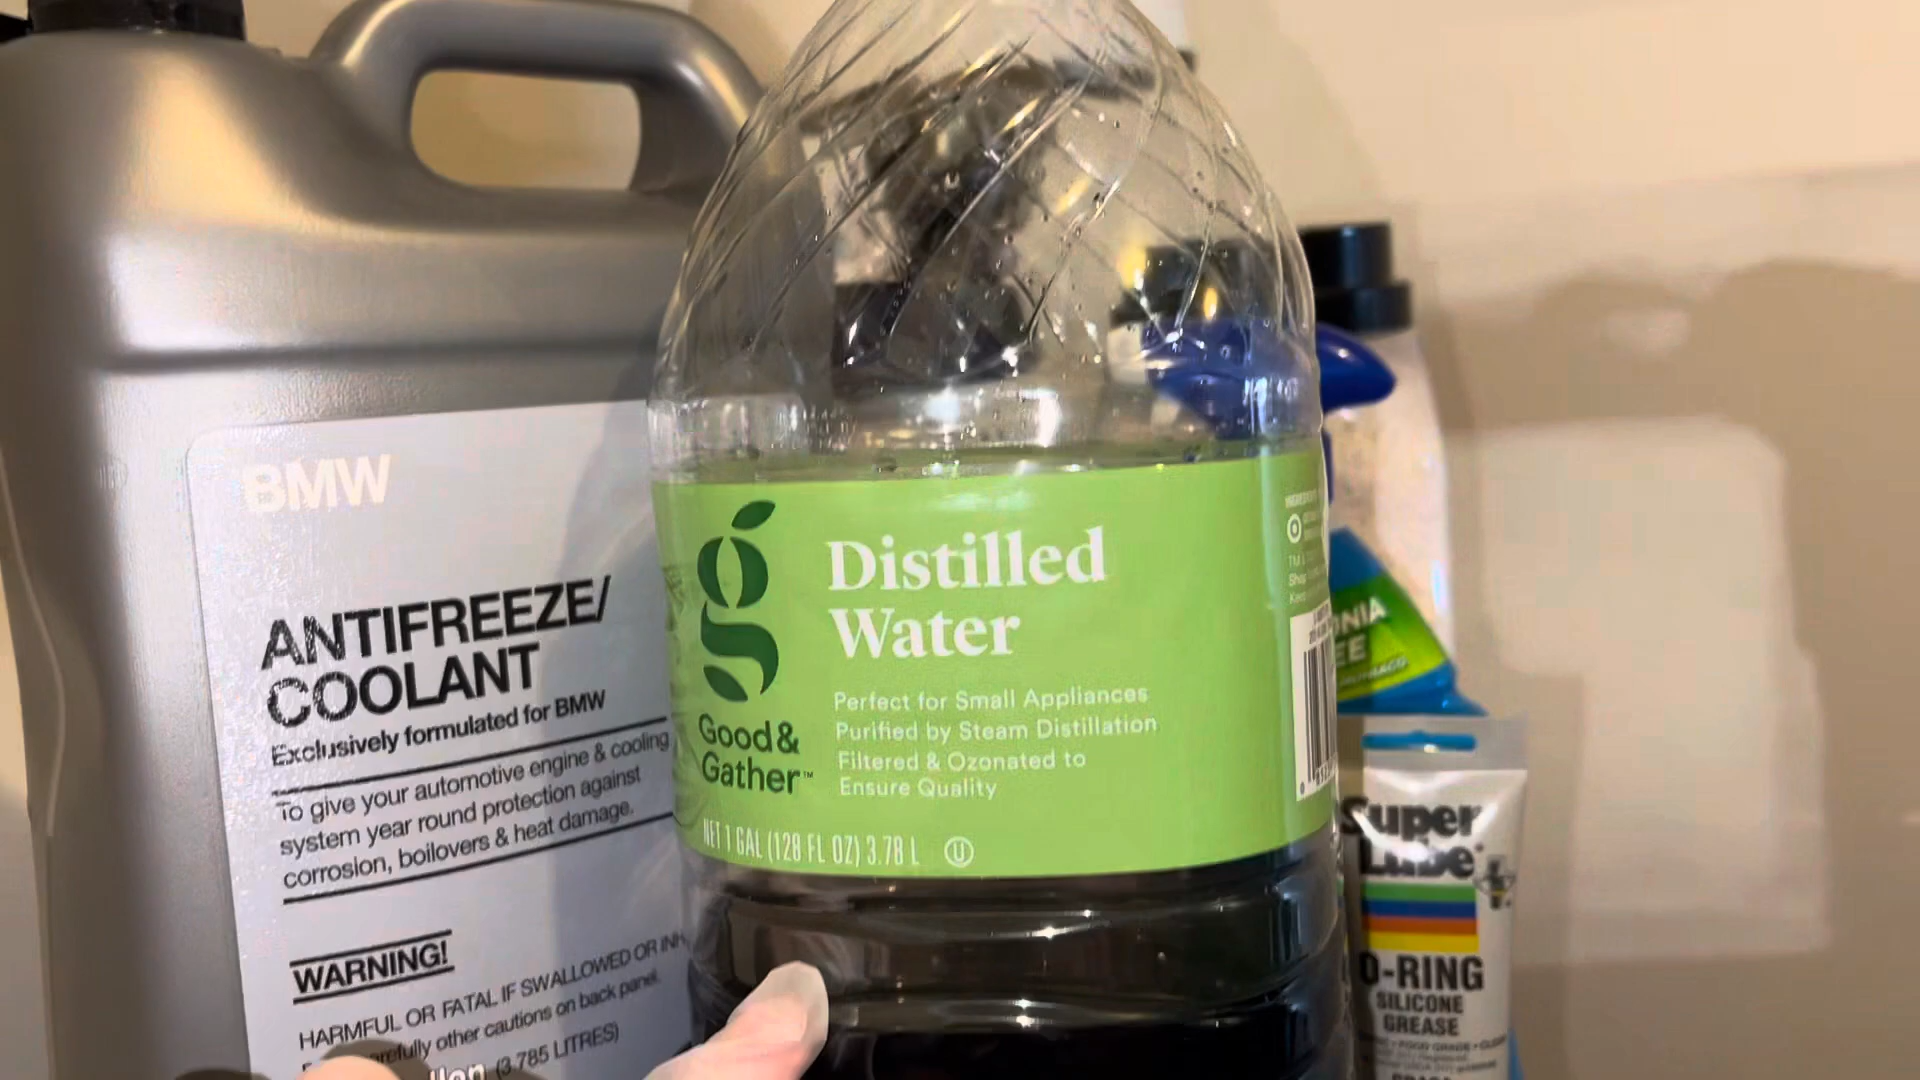 BMW
ANTIFREEZE/
COOLANT
Exclusively formulated for BMW
To give your automotive engine & cooling
system year round protection against
corrosion, boilovers & heat damage.
WARNING!
HARMFUL OR FATAL IF SWALLOWED OR
other cautions on back panel.
(3.785 LITRES)
g
Good &
Gather™
Distilled
Water
Perfect for Small Appliances
Purified by Steam Distillation
Filtered & Ozonated to
Ensure Quality
NET 1 GAL (128 FL OZ) 3.78 L
U
Super
Lube
O-RING
SILICONE
GREASE